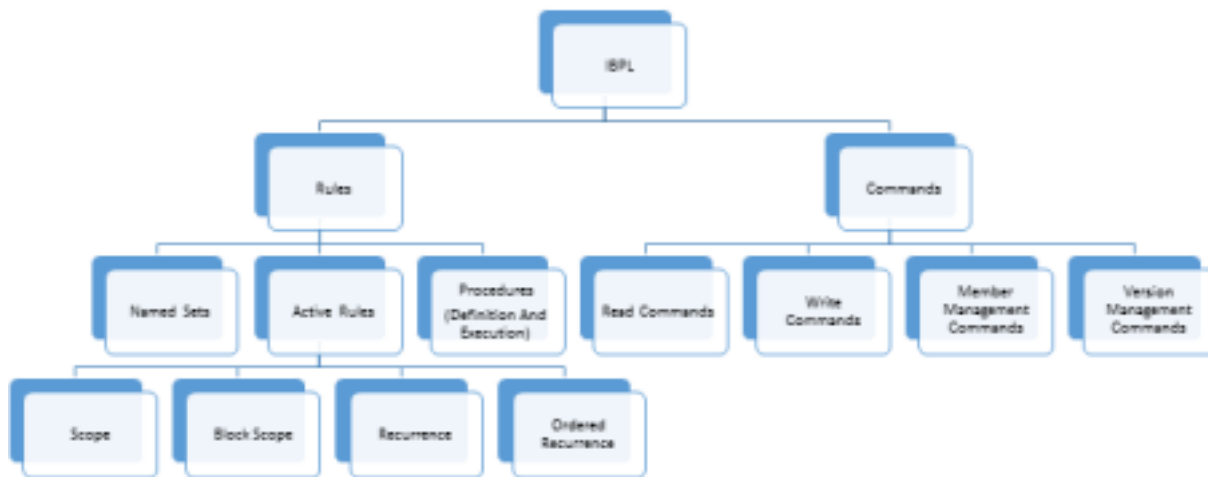 IBPL
Rules
Commands
Named Sets
Active Rules
Procedures
(Definition And
Execution)
Read Commands
Write
Commands
Member
Management
Commands
Version
Management
Commands
Scope
Block Scope
Recurrence
Ordered
Recurrence